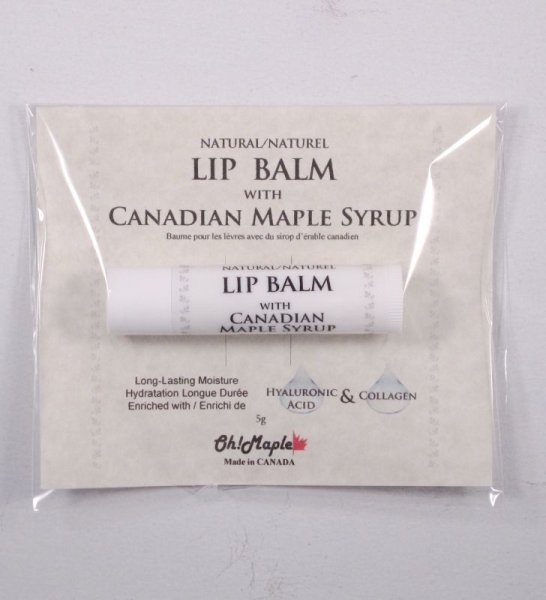 NATURAL/NATUREL
LIP BALM
WITH
CANADIAN MAPLE SYRUP
Baume pour les lèvres avec du sirop d'érable canadien
NATURAL/NATUREL
LIP BALM
WITH
CANADIAN
MAPLE SYRUP
Long-Lasting Moisture
Hydratation Longue Durée
Enriched with / Enrichi de
HYALURONIC
ACID
& COLLAGEN
5g
Oh!Maple
Made in CANADA